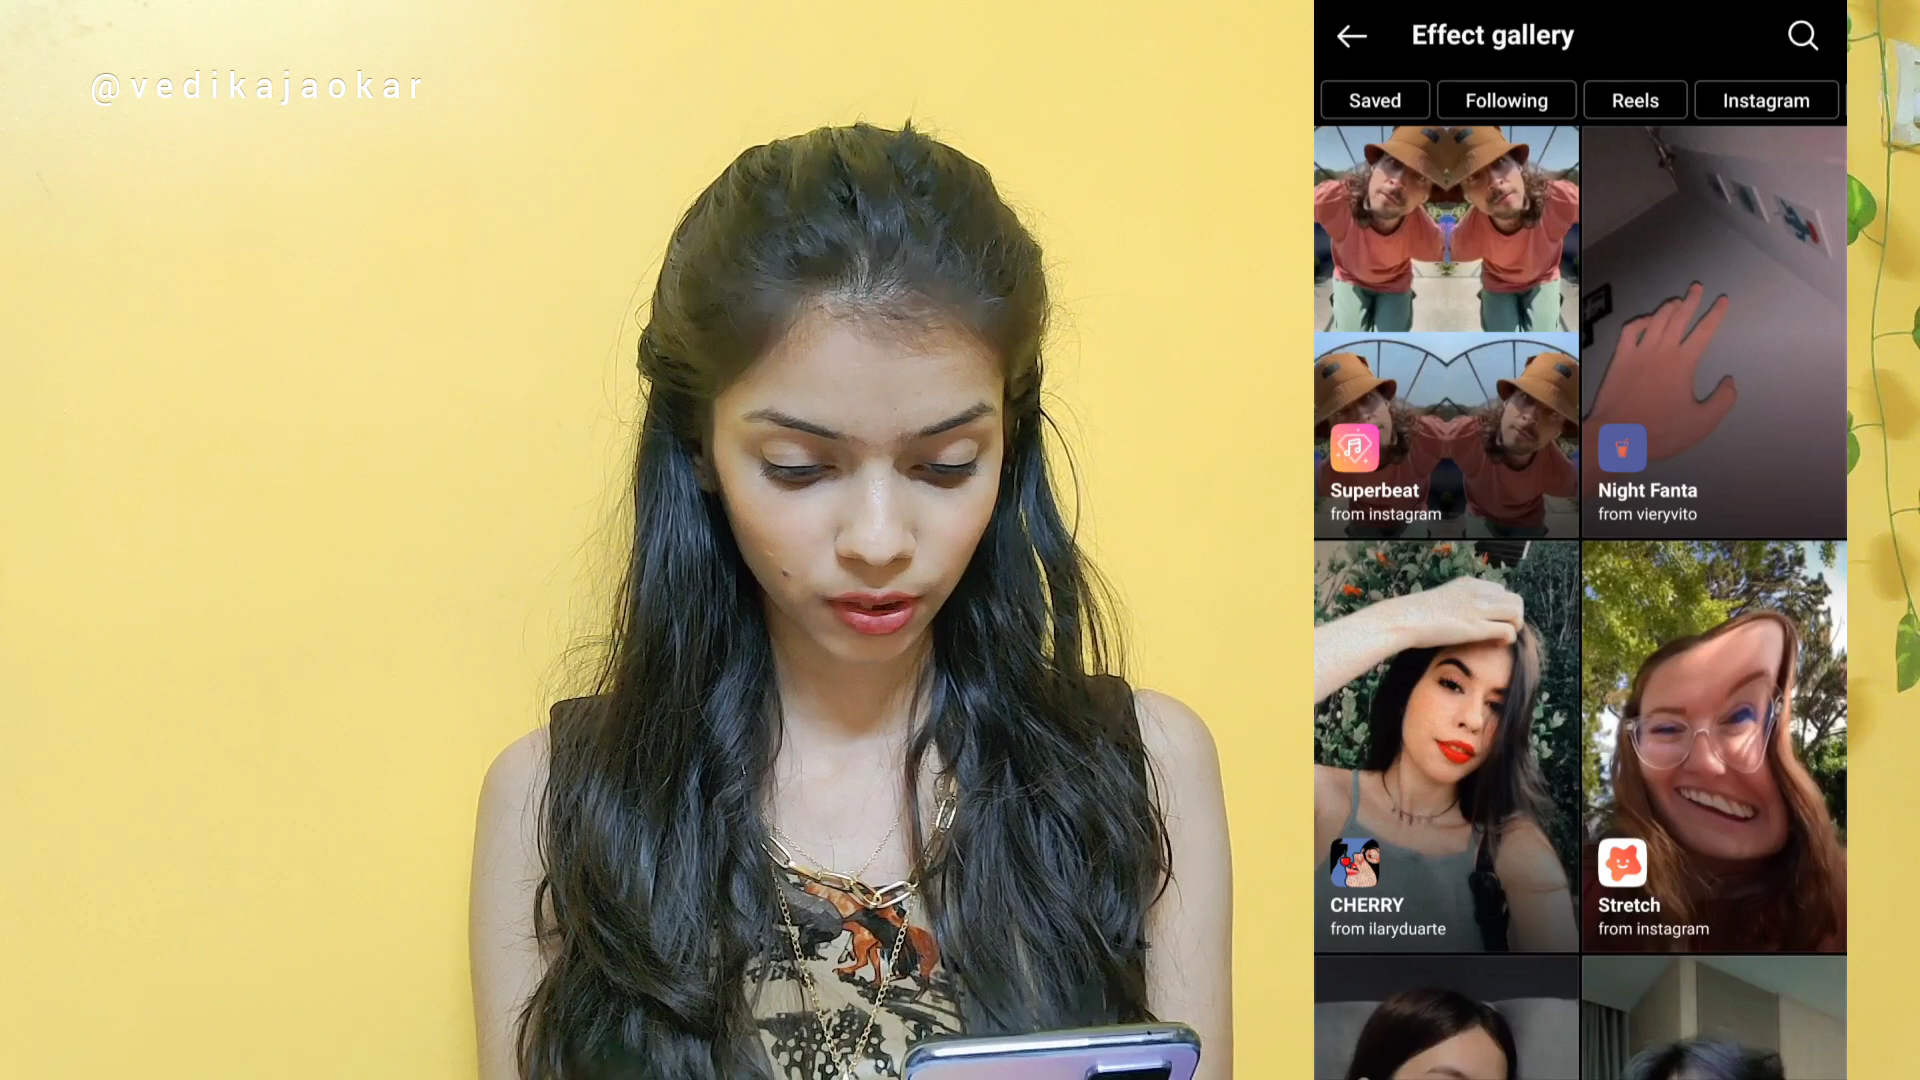 @vedikajaokar
Effect gallery
Saved
Following
Reels
Instagram
Superbeat
from instagram
Night Fanta
from vieryvito
CHERRY
from ilaryduarte
Stretch
from instagram